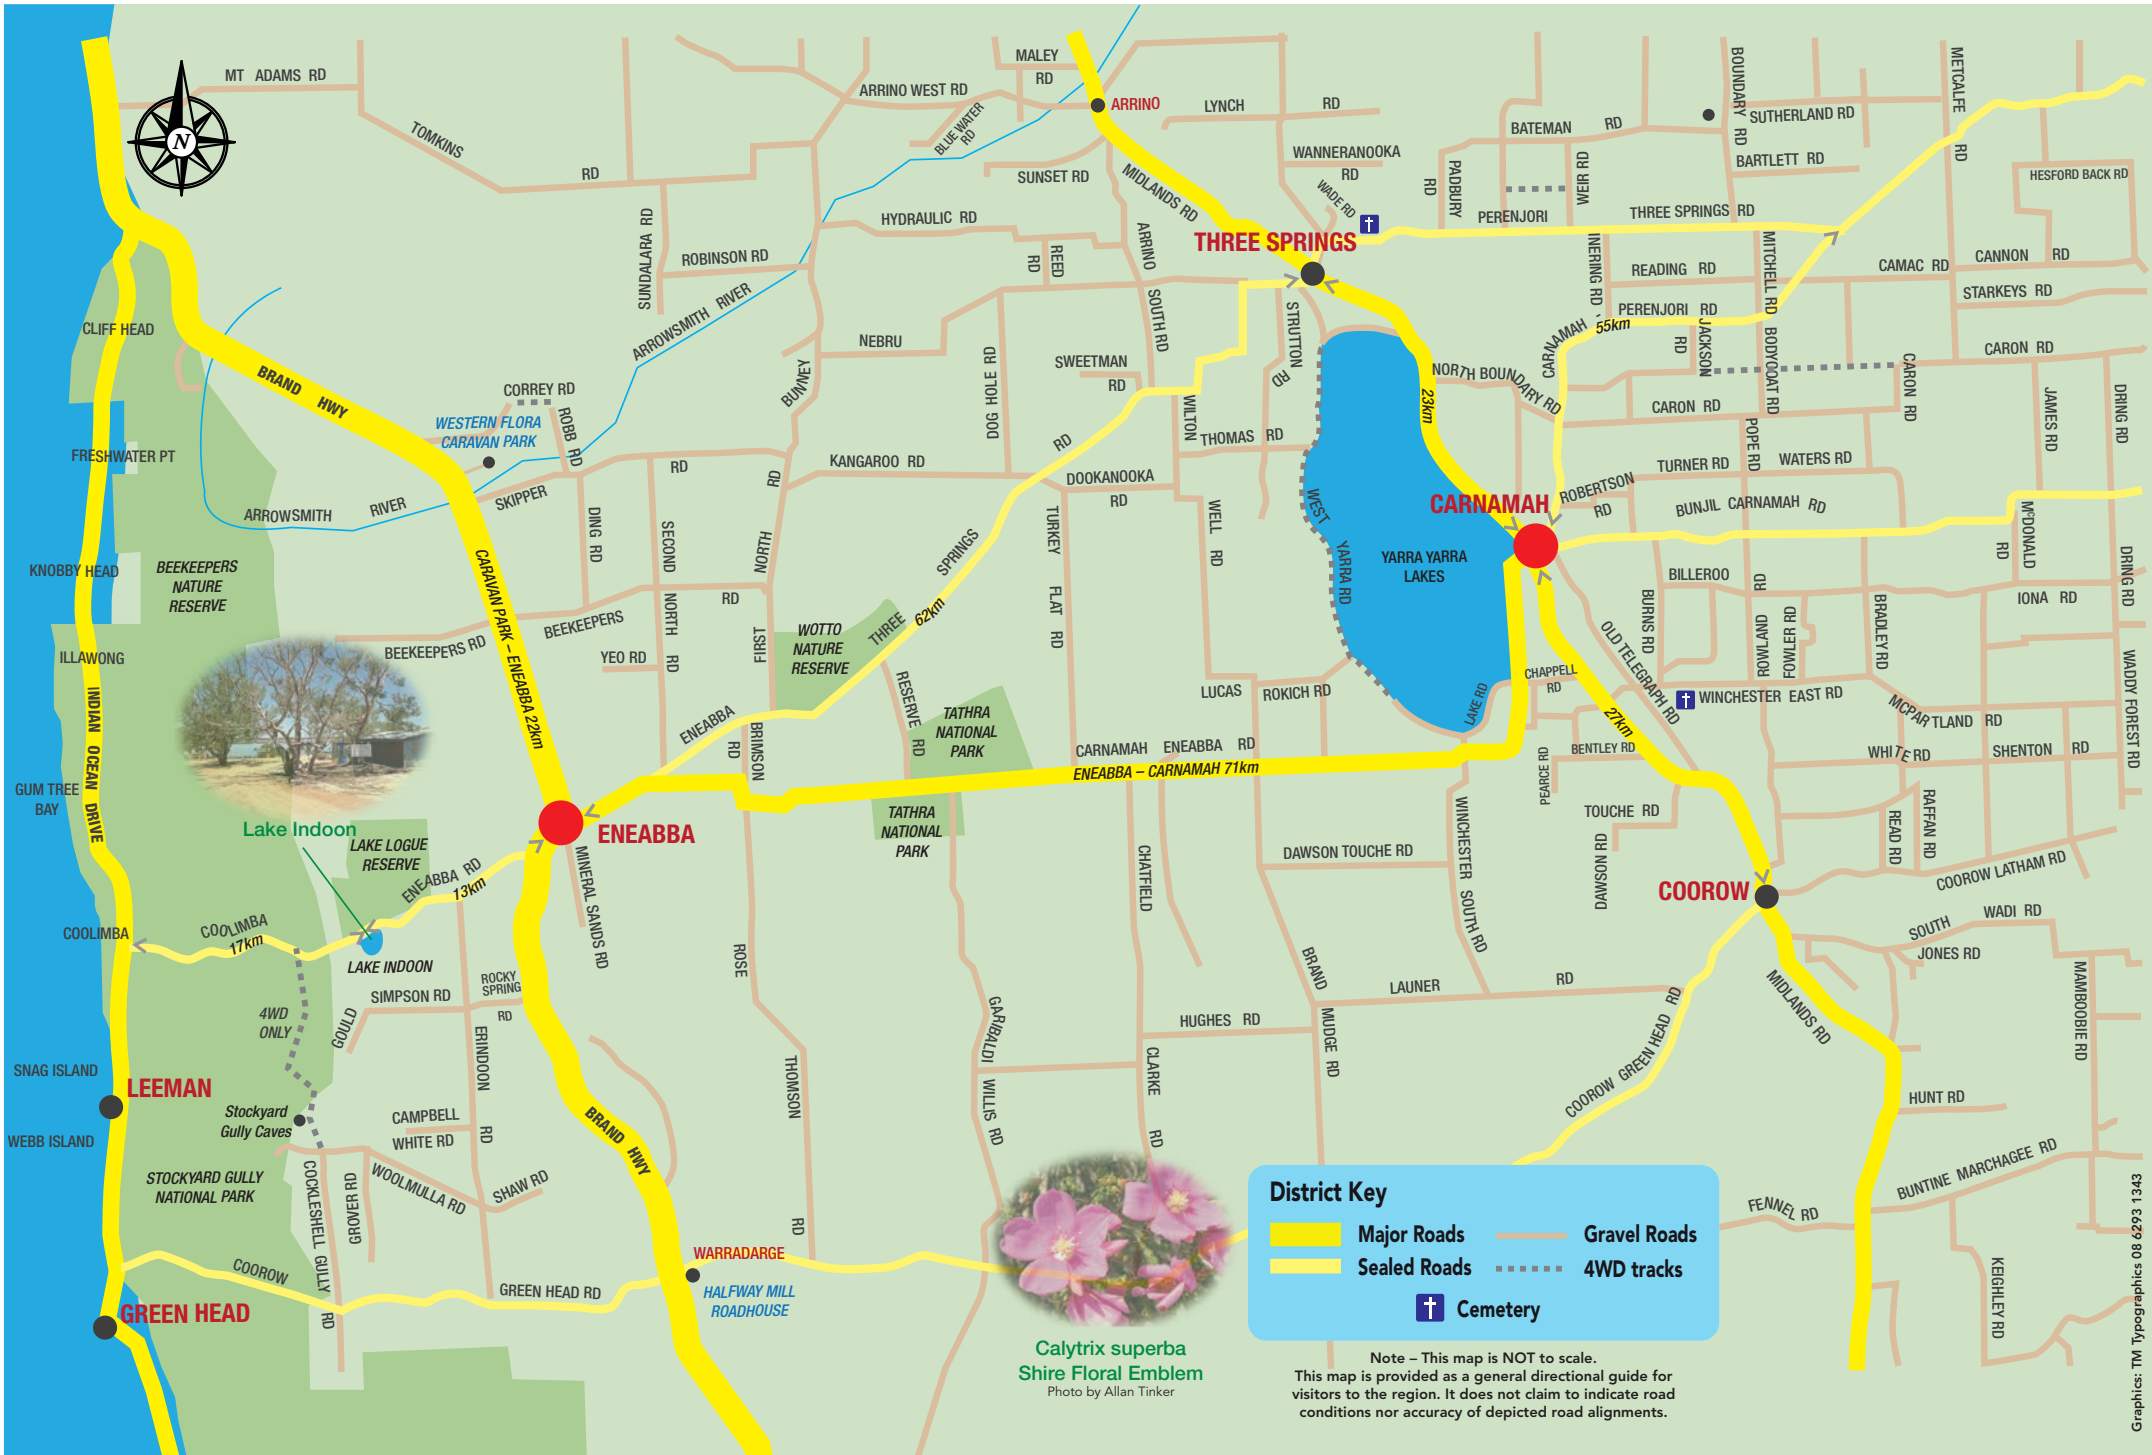 MT ADAMS RD
TOMKINS
RD
N
MALEY
RD
ARRINO WEST RD
BLUE WATER
RD
ARRINO
LYNCH
RD
WANNERANOOKA
RD
WADE RD
SUNSET RD
MIDLANDS RD
HYDRAULIC RD
REED
RD
ARRINO
SOUTH RD
THREE SPRINGS
PADBURY
RD
BATEMAN
RD
WEIR RD
BOUNDARY RD
SUTHERLAND RD
BARTLETT RD
METCALFE
RD
HESFORD BACK RD
PERENJORI
THREE SPRINGS RD
INERING RD
READING RD
MITCHELL RD
CAMAC RD
CANNON RD
STARKEYS RD
PERENJORI RD
CARNAMAH -
55km
JACKSON
RD
BODYCOAT RD
CARON RD
CARON RD
CARON RD
JAMES RD
DRING RD
SUNDALARA RD
ROBINSON RD
ARROWSMITH RIVER
NEBRU
BUNNEY
RD
DOG HOLE RD
SWEETMAN
RD
STRUTTON
RD
23km
NORTH BOUNDARY RD
CLIFF HEAD
BRAND HWY
CORREY RD
ROBB RD
WESTERN FLORA
CARAVAN PARK
FRESHWATER PT
ARROWSMITH
RIVER
SKIPPER
RD
KANGAROO RD
RD
DOOKANOOKA
RD
WILTON
THOMAS RD
WELL RD
WEST
YARRA RD
YARRA YARRA
LAKES
CARNAMAH
ROBERTSON
RD
TURNER RD
POPE RD
WATERS RD
BUNJIL CARNAMAH RD
McDONALD
RD
DRING RD
BILLEROO
RD
IONA RD
BURNS RD
ROWLAND
FOWLER RD
BRADLEY RD
WADDY FOREST RD
KNOBBY HEAD
BEEKEEPERS
NATURE
RESERVE
DING RD
SECOND
NORTH
RD
NORTH
FIRST
RD
BEEKEEPERS
BEEKEEPERS RD
YEO RD
CARAVAN PARK – ENEABBA 22km
WOTTO
NATURE
RESERVE
THREE
SPRINGS
62km
TURKEY
FLAT RD
ILLAWONG
INDIAN OCEAN DRIVE
ENEABBA
BRIMSON
RD
RESERVE
RD
TATHRA
NATIONAL
PARK
LUCAS
ROKICH RD
LAKE RD
CHAPPELL
RD
OLD TELEGRAPH RD
WINCHESTER EAST RD
27km
MCPARTLAND RD
CARNAMAH ENEABBA RD
ENEABBA – CARNAMAH 71km
PEARCE RD
BENTLEY RD
WHITE RD
SHENTON RD
GUM TREE
BAY
Lake Indoon
LAKE LOGUE
RESERVE
ENEABBA
TATHRA
NATIONAL
PARK
TOUCHE RD
DAWSON RD
READ RD
RAFFAN RD
DAWSON TOUCHE RD
WINCHESTER SOUTH RD
CHATFIELD
COOROW
COOROW LATHAM RD
ENEABBA RD
13km
MINERAL SANDS RD
COOLIMBA
COOLIMBA
17km
LAKE INDOON
ROSE
SOUTH
WADI RD
JONES RD
MAMBOOBIE RD
ROCKY
SPRING
RD
SIMPSON RD
GOULD
4WD
ONLY
ERINDOON
RD
BRAND
MUDGE RD
LAUNER
RD
HUGHES RD
GARIBALDI
WILLIS RD
CLARKE
RD
THOMSON
RD
COOROW GREEN HEAD RD
MIDLANDS RD
SNAG ISLAND
LEEMAN
WEBB ISLAND
Stockyard
Gully Caves
CAMPBELL
WHITE RD
BRAND HWY
HUNT RD
STOCKYARD GULLY
NATIONAL PARK
COCKLESHELL GULLY RD
GROVER RD
WOOLMULLA RD
SHAW RD
BUNTINE MARCHAGEE RD
FENNEL RD
KEIGHLEY RD
COOROW
GREEN HEAD RD
WARRADARGE
HALFWAY MILL
ROADHOUSE
GREEN HEAD
Calytrix superba
Shire Floral Emblem
Photo by Allan Tinker
District Key
Major Roads
Gravel Roads
Sealed Roads
4WD tracks
Cemetery
Note – This map is NOT to scale.
This map is provided as a general directional guide for
visitors to the region. It does not claim to indicate road
conditions nor accuracy of depicted road alignments.
Graphics: TM Typographics 08 6293 1343